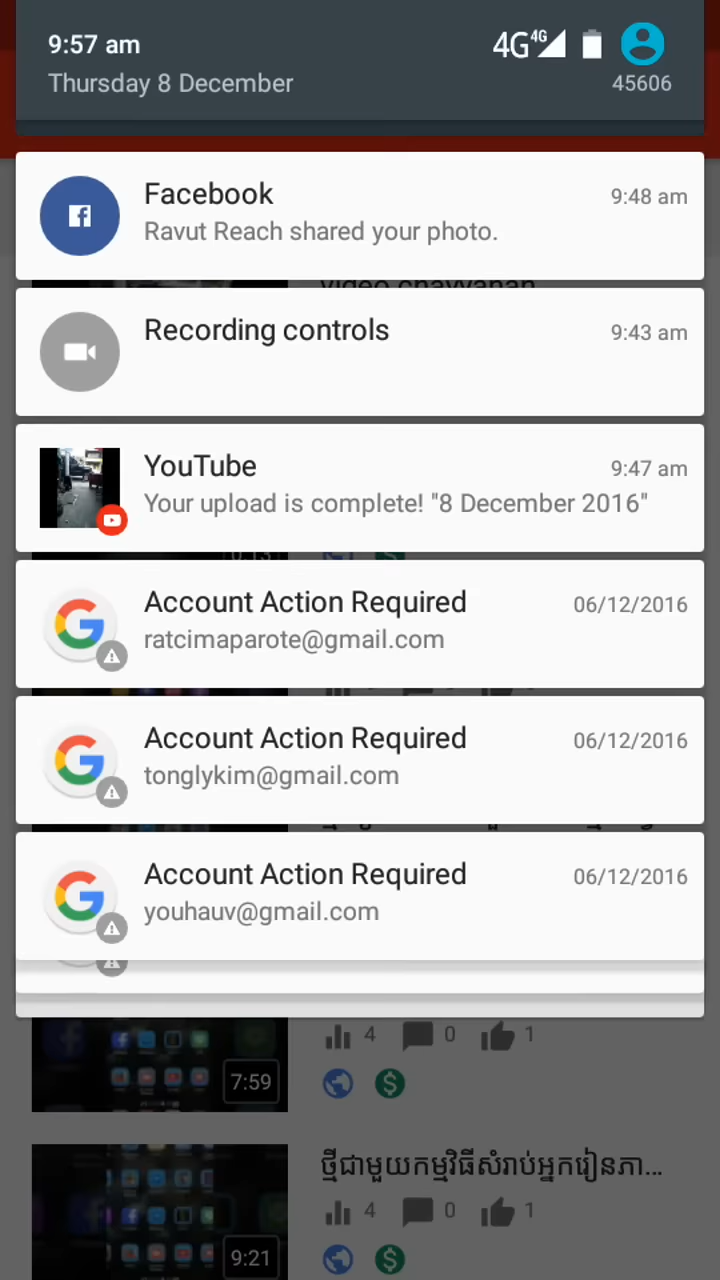 9:57 am
4G 4G
Thursday 8 December
45606
Facebook
9:48 am
Ravut Reach shared your photo.
Recording controls
9:43 am
YouTube
9:47 am
Your upload is complete! "8 December 2016"
Account Action Required
06/12/2016
ratcimaparote@gmail.com
Account Action Required
06/12/2016
tonglykim@gmail.com
Account Action Required
06/12/2016
youhauv@gmail.com
4 0 1
7:59
ថ្មីជាមួយកម្មវិធីសំរាប់អ្នករៀនភា...
4 0 1
9:21